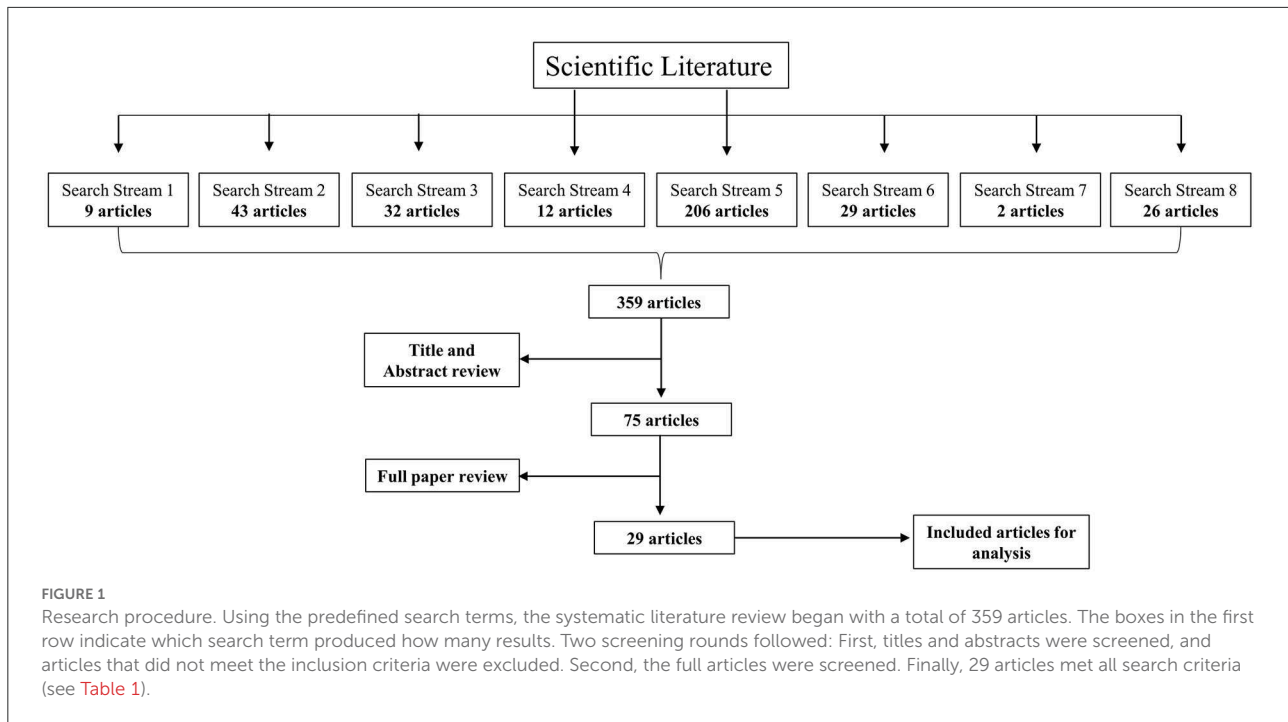 Scientific Literature
Search Stream 1
9 articles
Search Stream 2
43 articles
Search Stream 3
32 articles
Search Stream 4
12 articles
Search Stream 5
206 articles
Search Stream 6
29 articles
Search Stream 7
2 articles
Search Stream 8
26 articles
359 articles
Title and
Abstract review
75 articles
Full paper review
29 articles
Included articles for
analysis
FIGURE 1
Research procedure. Using the predefined search terms, the systematic literature review began with a total of 359 articles. The boxes in the first
row indicate which search term produced how many results. Two screening rounds followed: First, titles and abstracts were screened, and
articles that did not meet the inclusion criteria were excluded. Second, the full articles were screened. Finally, 29 articles met all search criteria
(see Table 1).